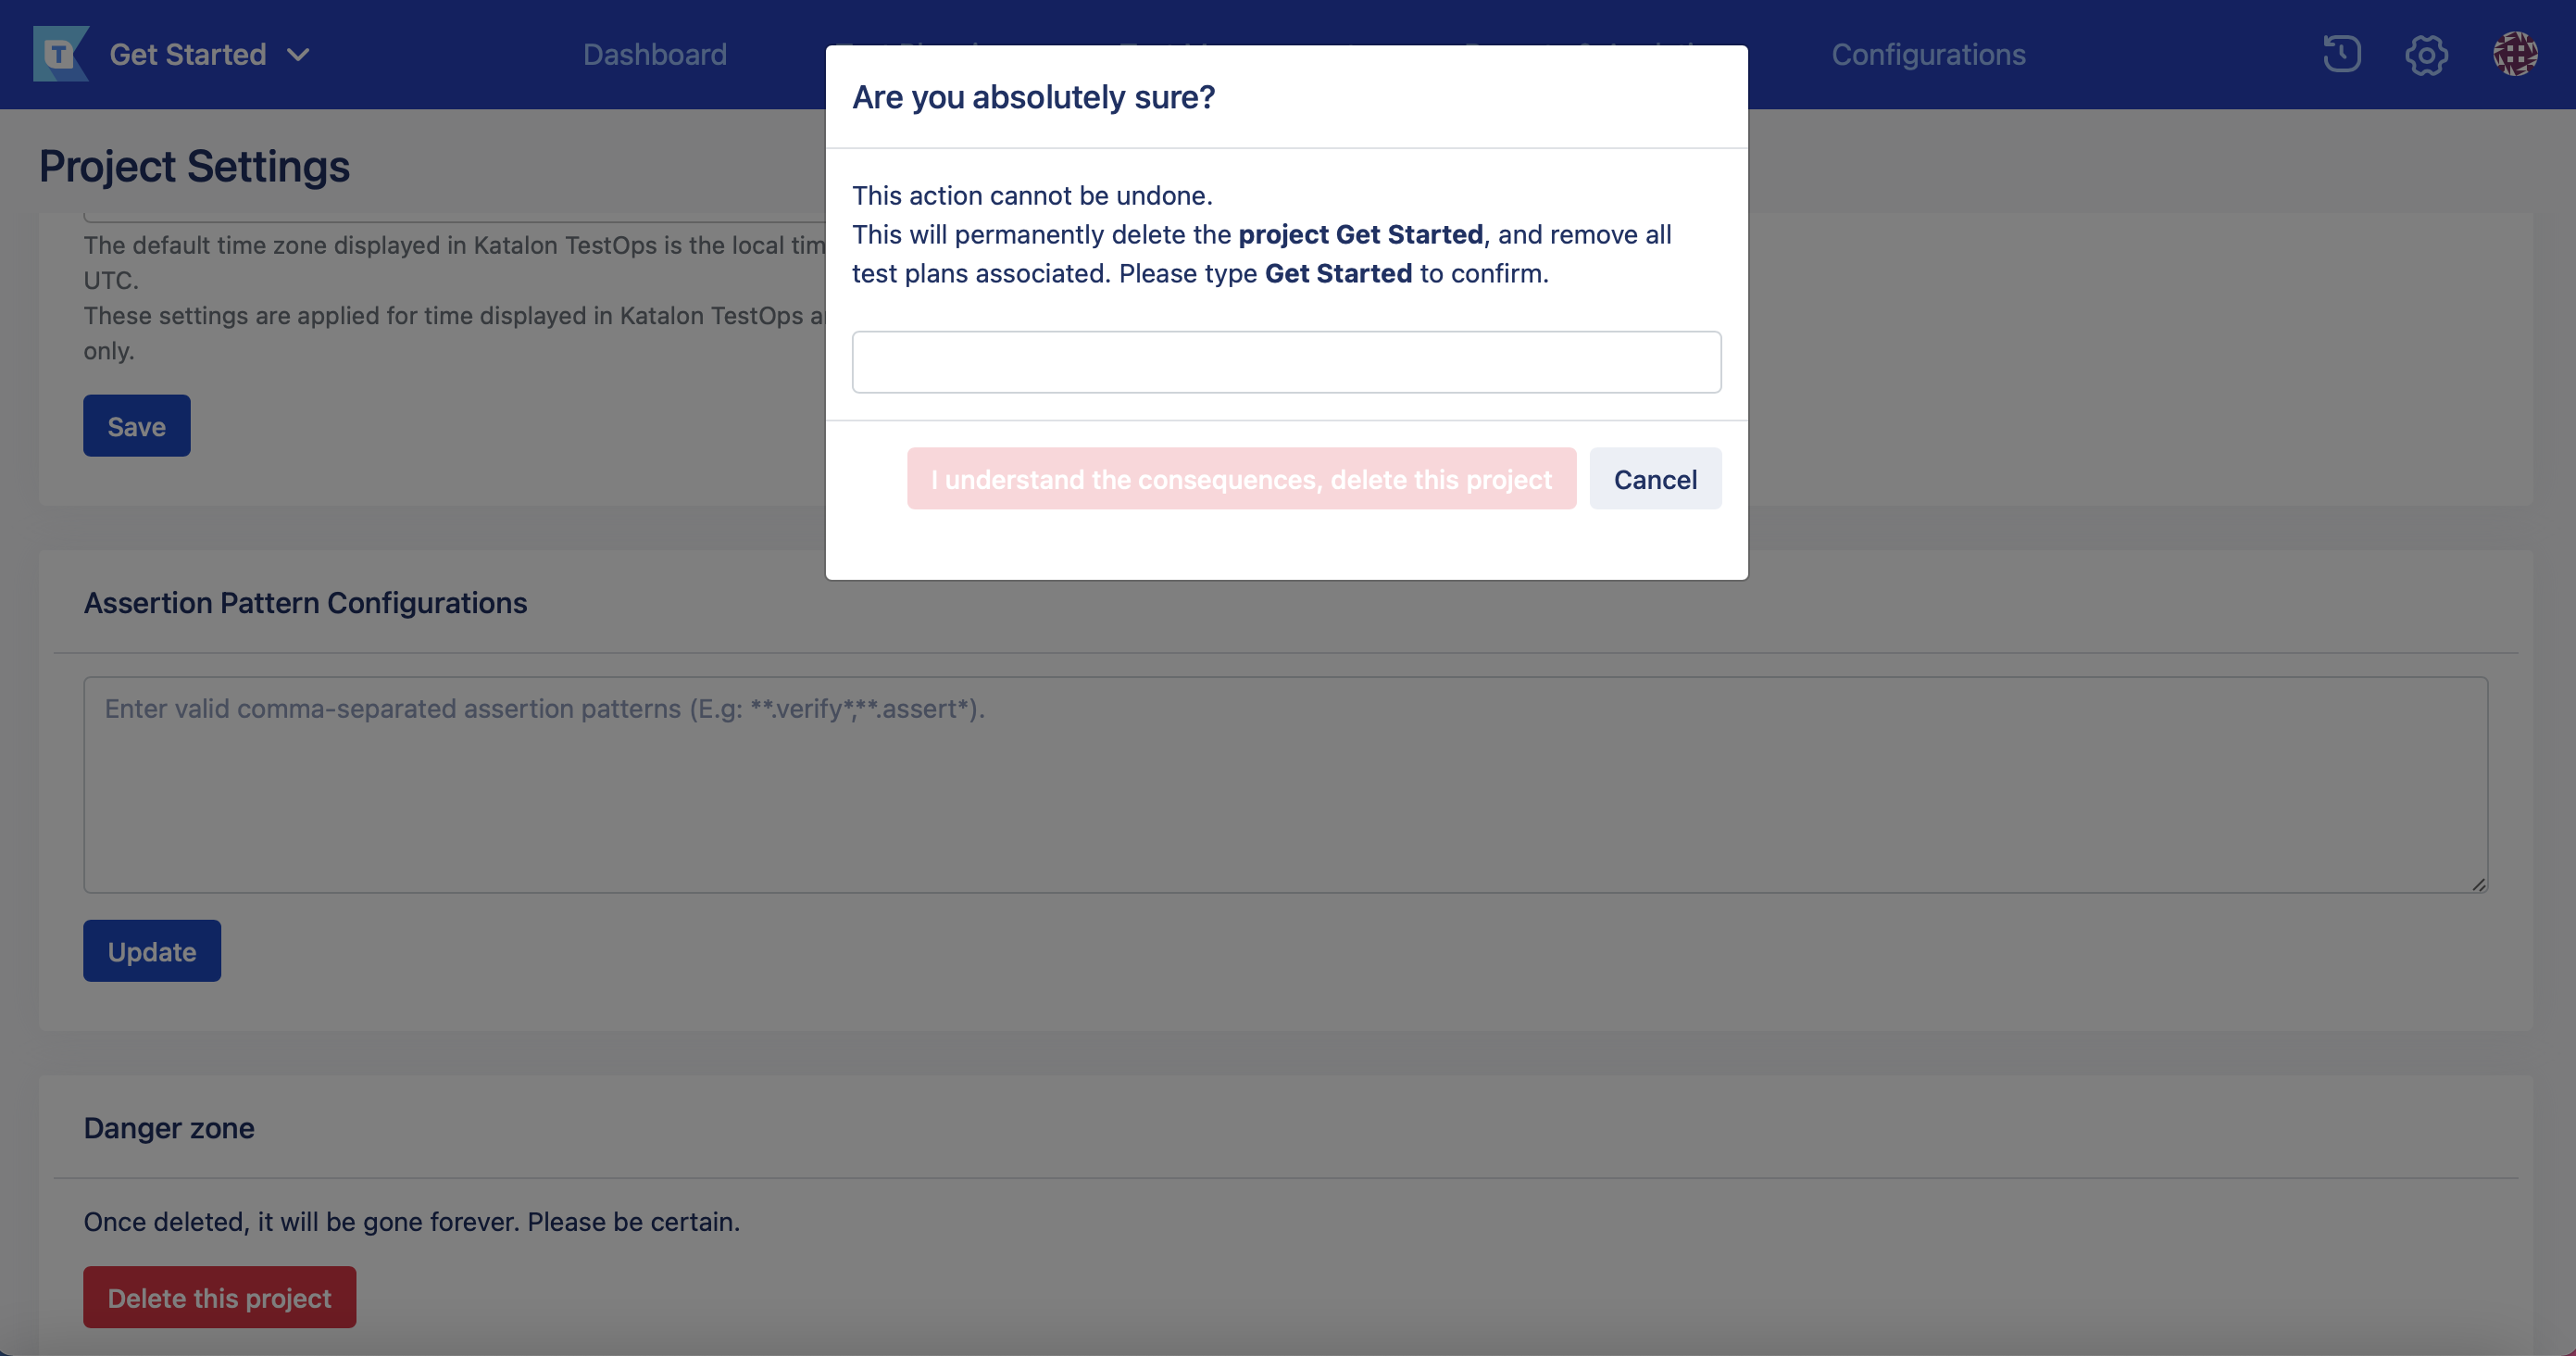 T
Get Started
Dashboard
Configurations
Are you absolutely sure?
This action cannot be undone.
This will permanently delete the project Get Started, and remove all
test plans associated. Please type Get Started to confirm.
I understand the consequences, delete this project
Cancel
Project Settings
The default time zone displayed in Katalon TestOps is the local
UTC.
These settings are applied for time displayed in Katalon TestOps
only.
Save
Assertion Pattern Configurations
Enter valid comma-separated assertion patterns (E.g: **.verify*,**.assert*).
Update
Danger zone
Once deleted, it will be gone forever. Please be certain.
Delete this project